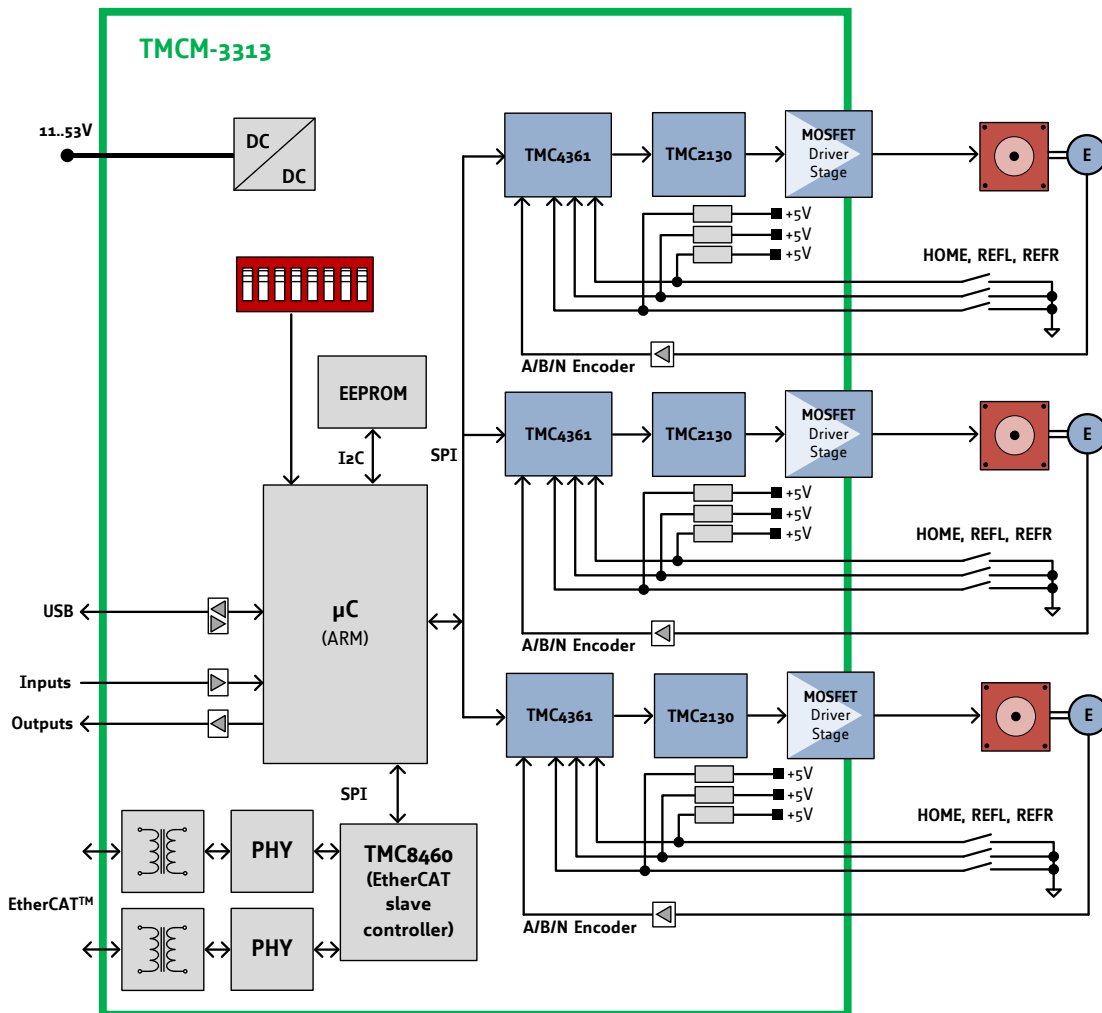 TMCM-3313
11..53V
DC
DC
EEPROM
I2C
SPI
µC
(ARM)
USB
Inputs
Outputs
SPI
PHY
TMC8460
(EtherCAT
slave
controller)
EtherCAT™
PHY
TMC4361
TMC2130
MOSFET
Driver
Stage
E
+5V
+5V
+5V
HOME, REFL, REFR
A/B/N Encoder
TMC4361
TMC2130
MOSFET
Driver
Stage
E
+5V
+5V
+5V
HOME, REFL, REFR
A/B/N Encoder
TMC4361
TMC2130
MOSFET
Driver
Stage
E
+5V
+5V
+5V
HOME, REFL, REFR
A/B/N Encoder